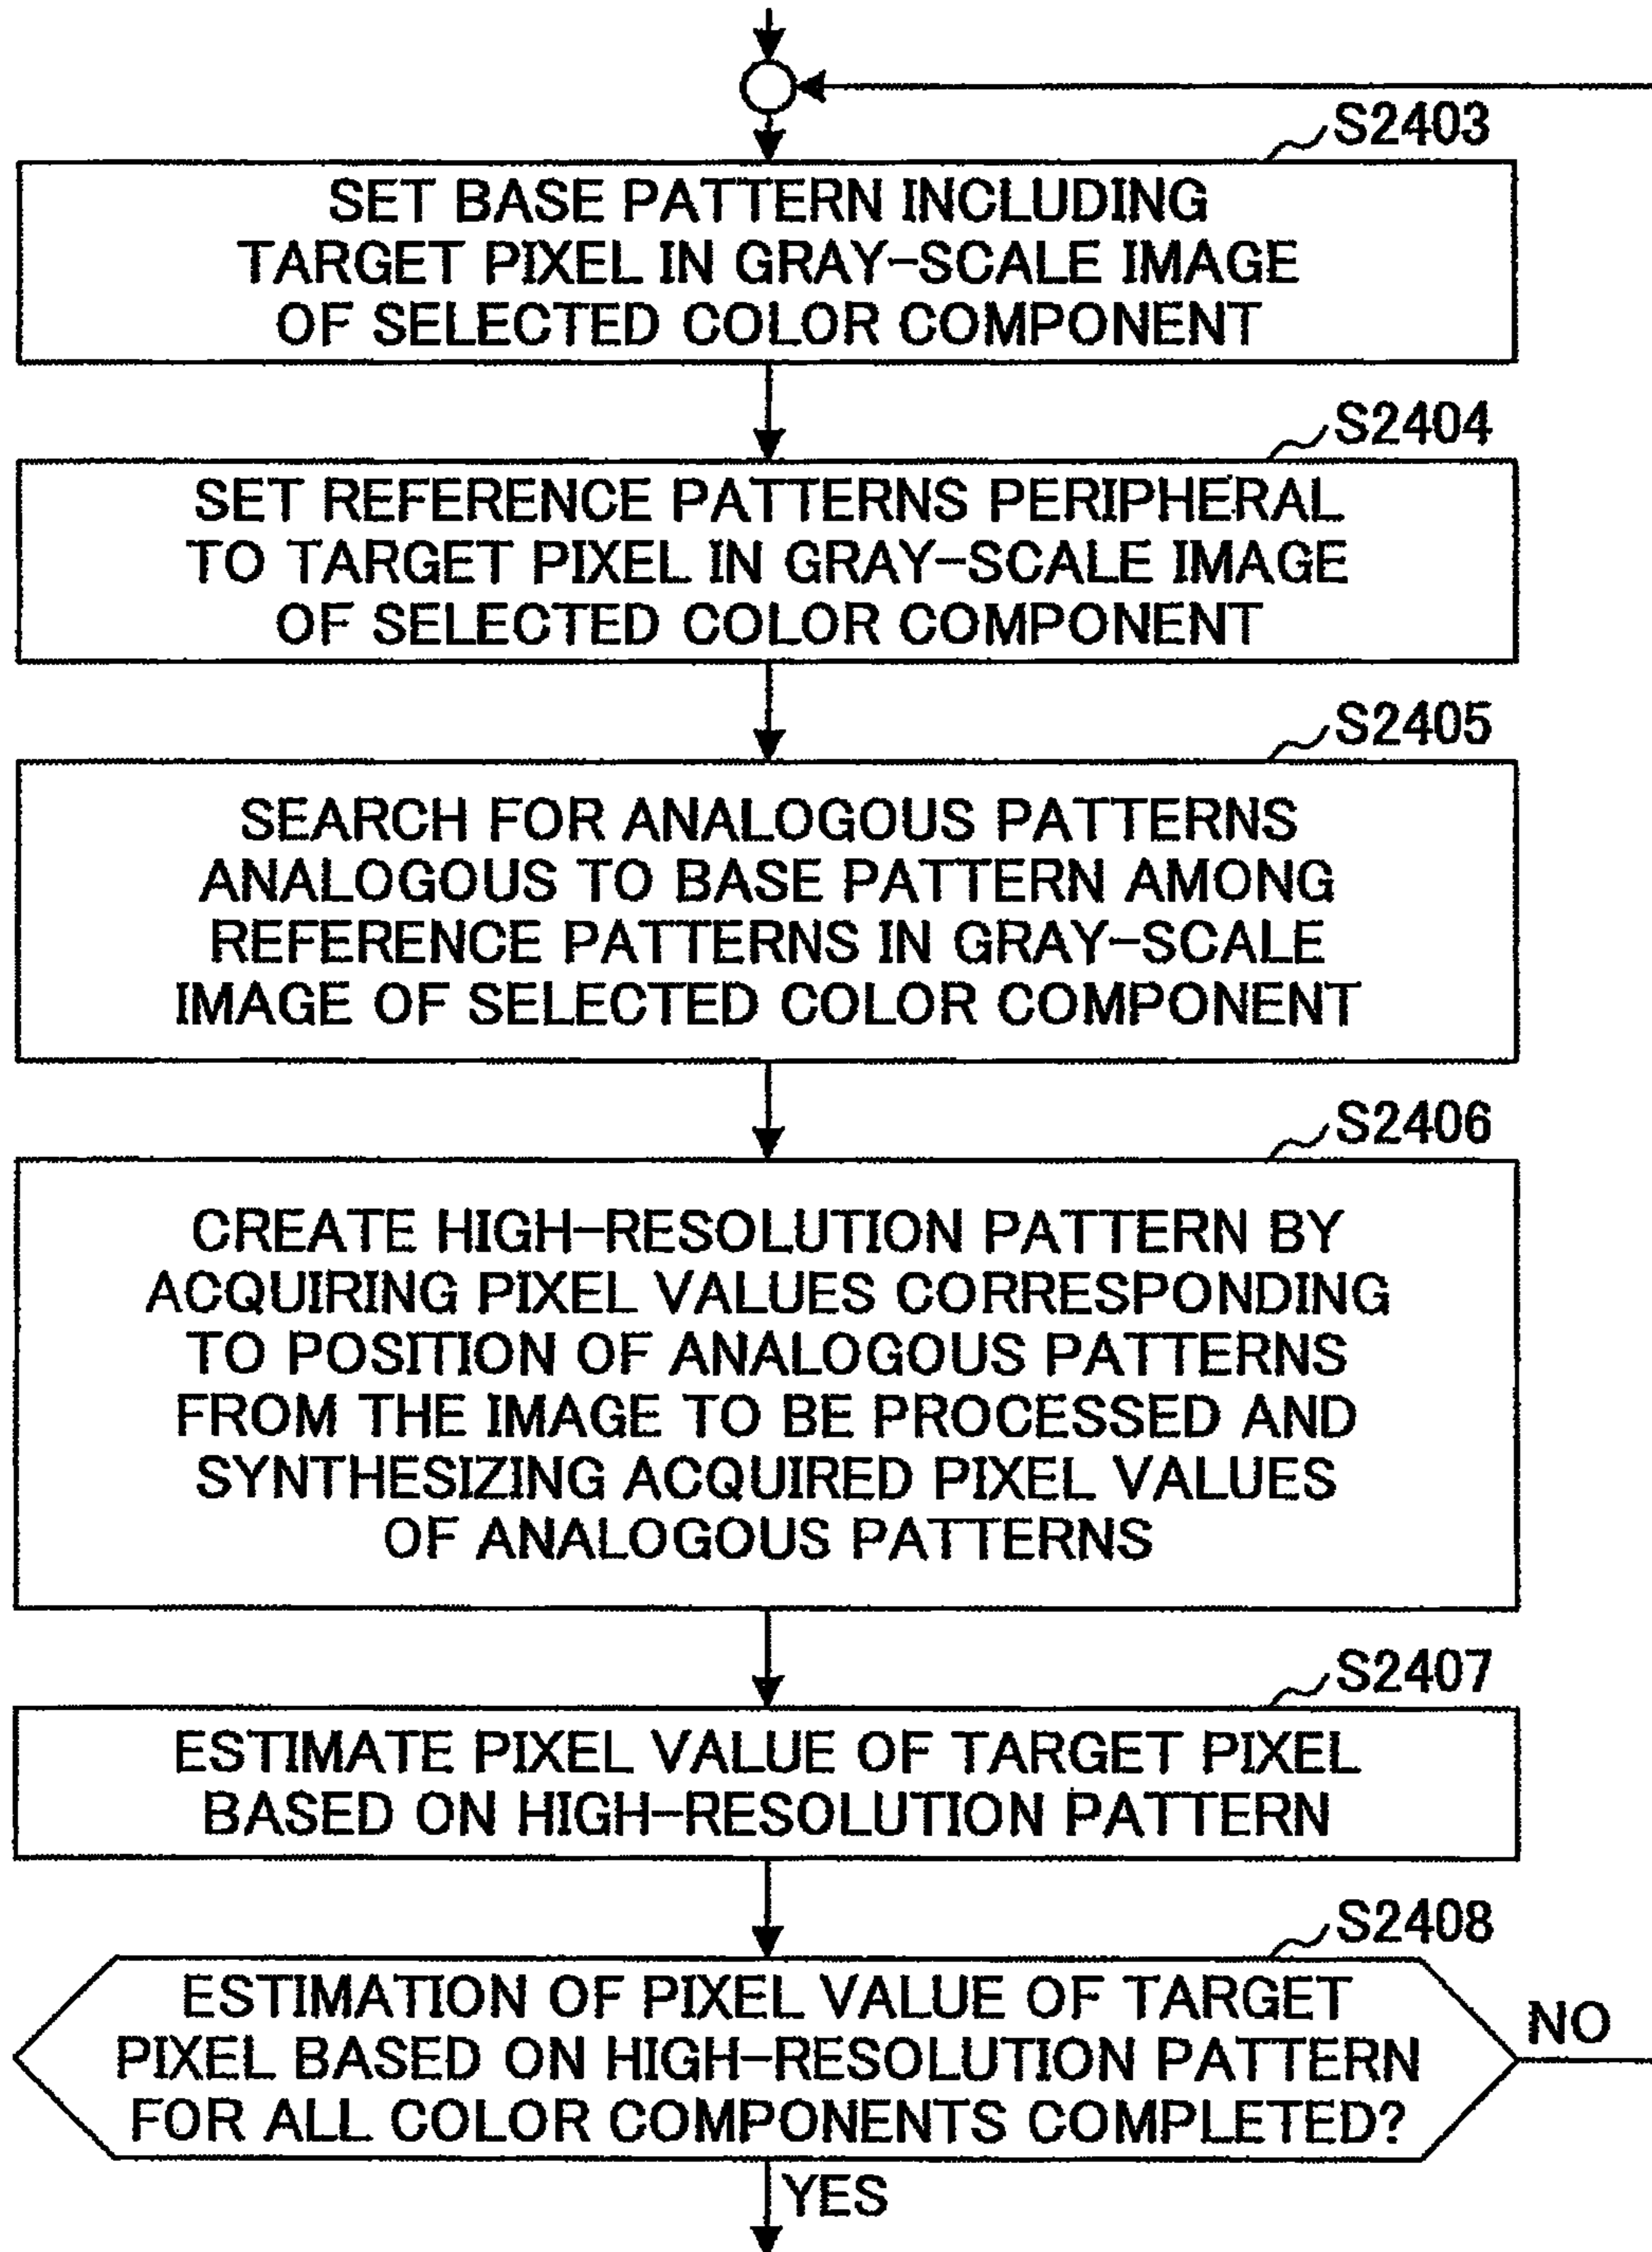 S2403
SET BASE PATTERN INCLUDING
TARGET PIXEL IN GRAY-SCALE IMAGE
OF SELECTED COLOR COMPONENT
S2404
SET REFERENCE PATTERNS PERIPHERAL
TO TARGET PIXEL IN GRAY-SCALE IMAGE
OF SELECTED COLOR COMPONENT
S2405
SEARCH FOR ANALOGOUS PATTERNS
ANALOGOUS TO BASE PATTERN AMONG
REFERENCE PATTERNS IN GRAY-SCALE
IMAGE OF SELECTED COLOR COMPONENT
S2406
CREATE HIGH-RESOLUTION PATTERN BY
ACQUIRING PIXEL VALUES CORRESPONDING
TO POSITION OF ANALOGOUS PATTERNS
FROM THE IMAGE TO BE PROCESSED AND
SYNTHESIZING ACQUIRED PIXEL VALUES
OF ANALOGOUS PATTERNS
S2407
ESTIMATE PIXEL VALUE OF TARGET PIXEL
BASED ON HIGH-RESOLUTION PATTERN
S2408
ESTIMATION OF PIXEL VALUE OF TARGET
PIXEL BASED ON HIGH-RESOLUTION PATTERN
FOR ALL COLOR COMPONENTS COMPLETED?
NO
YES